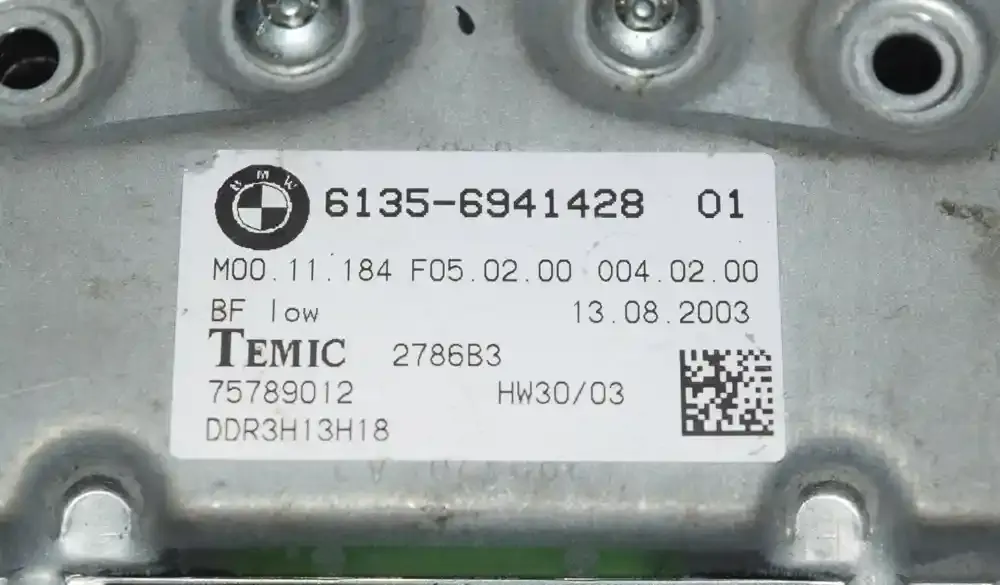 BMW
6135-6941428 01
M00.11.184 F05.02.00 004.02.00
BF low 13.08.2003
TEMIC 2786B3
75789012 HW30/03
DDR3H13H18